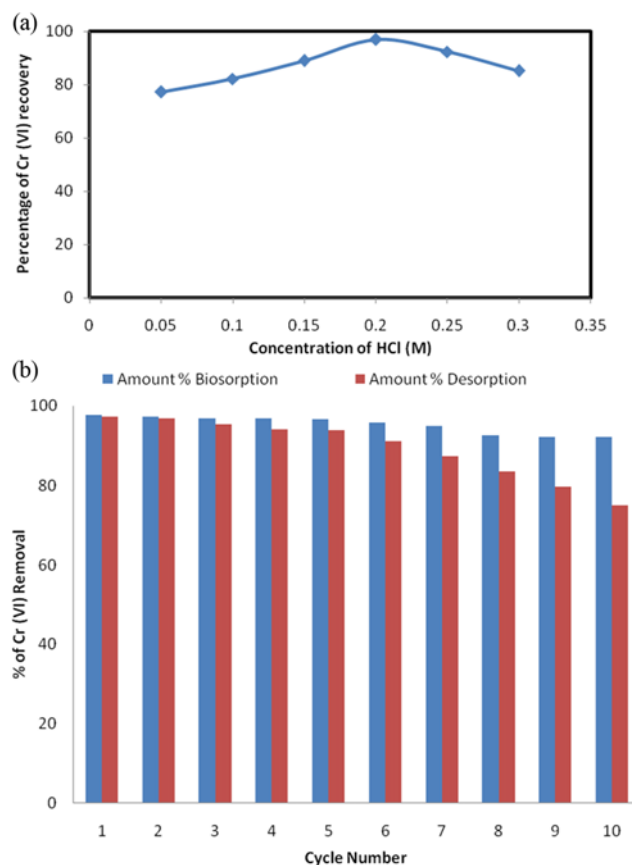 (a)
Percentage of Cr (VI) recovery
100
80
60
40
20
0
0 0.05 0.1 0.15 0.2 0.25 0.3 0.35
Concentration of HCl (M)
(b)
Amount % Biosorption Amount % Desorption
% of Cr (VI) Removal
100
80
60
40
20
0
1 2 3 4 5 6 7 8 9 10
Cycle Number